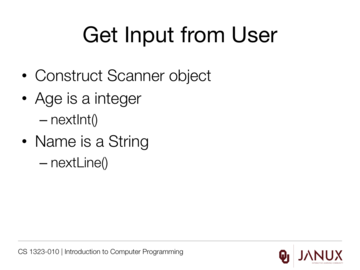 Get Input from User
• Construct Scanner object
• Age is a integer
– nextInt()
• Name is a String
– nextLine()
CS 1323-010 | Introduction to Computer Programming
JANUX